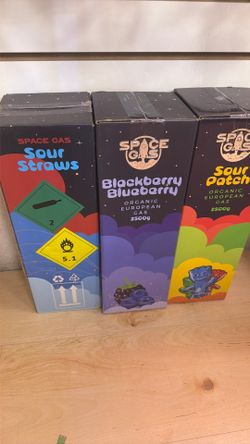 SPACE GAS
Sour
Straws
2
5.1
SPACE
GAS
Blackberry
Blueberry
ORGANIC
EUROPEAN
GAS
2500g
SPACE
GAS
Sour
Patch
ORGANIC
EUROPEAN
GAS
2500g